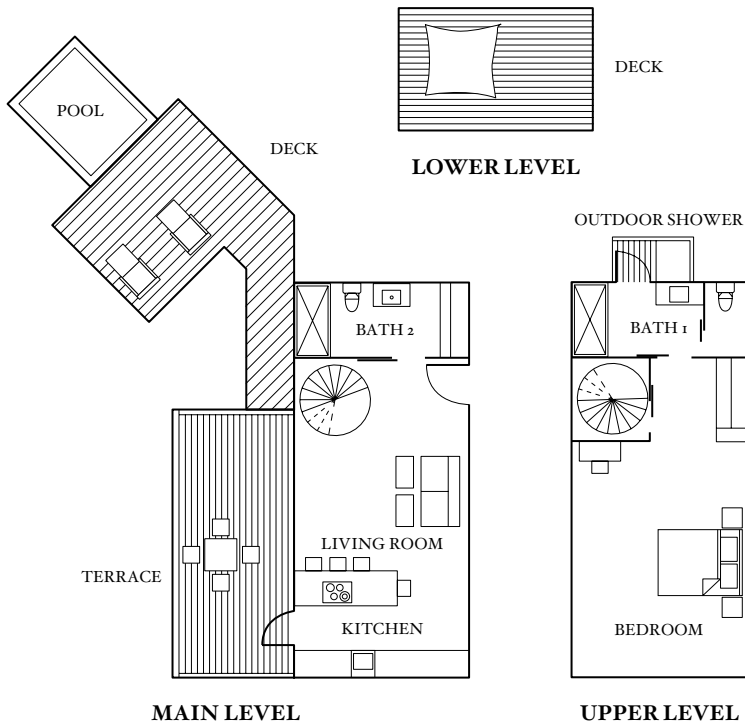 DECK
LOWER LEVEL
POOL
DECK
BATH 2
LIVING ROOM
TERRACE
KITCHEN
MAIN LEVEL
OUTDOOR SHOWER
BATH 1
BEDROOM
UPPER LEVEL